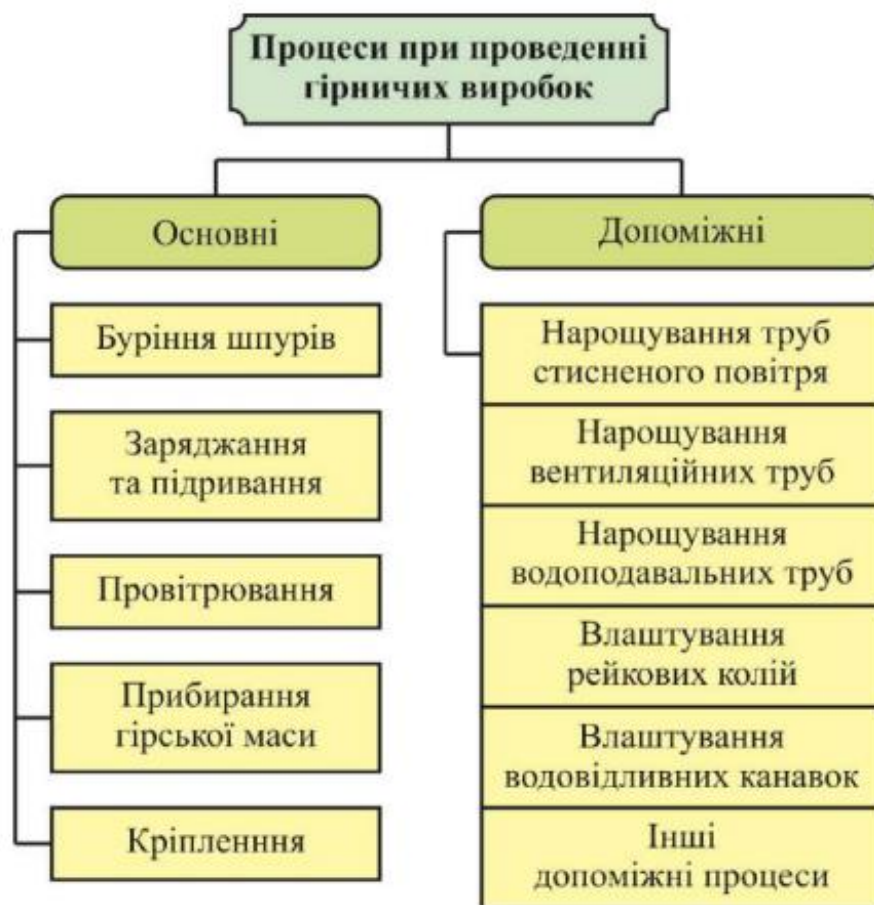 Процеси при проведенні
гірничих виробок
Основні
Буріння шпурів
Заряджання
та підривання
Провітрювання
Прибирання
гірської маси
Кріпленння
Допоміжні
Нарощування труб
стисненого повітря
Нарощування
вентиляційних труб
Нарощування
водоподавальних труб
Влаштування
рейкових колій
Влаштування
водовідливних канавок
Інші
допоміжні процеси